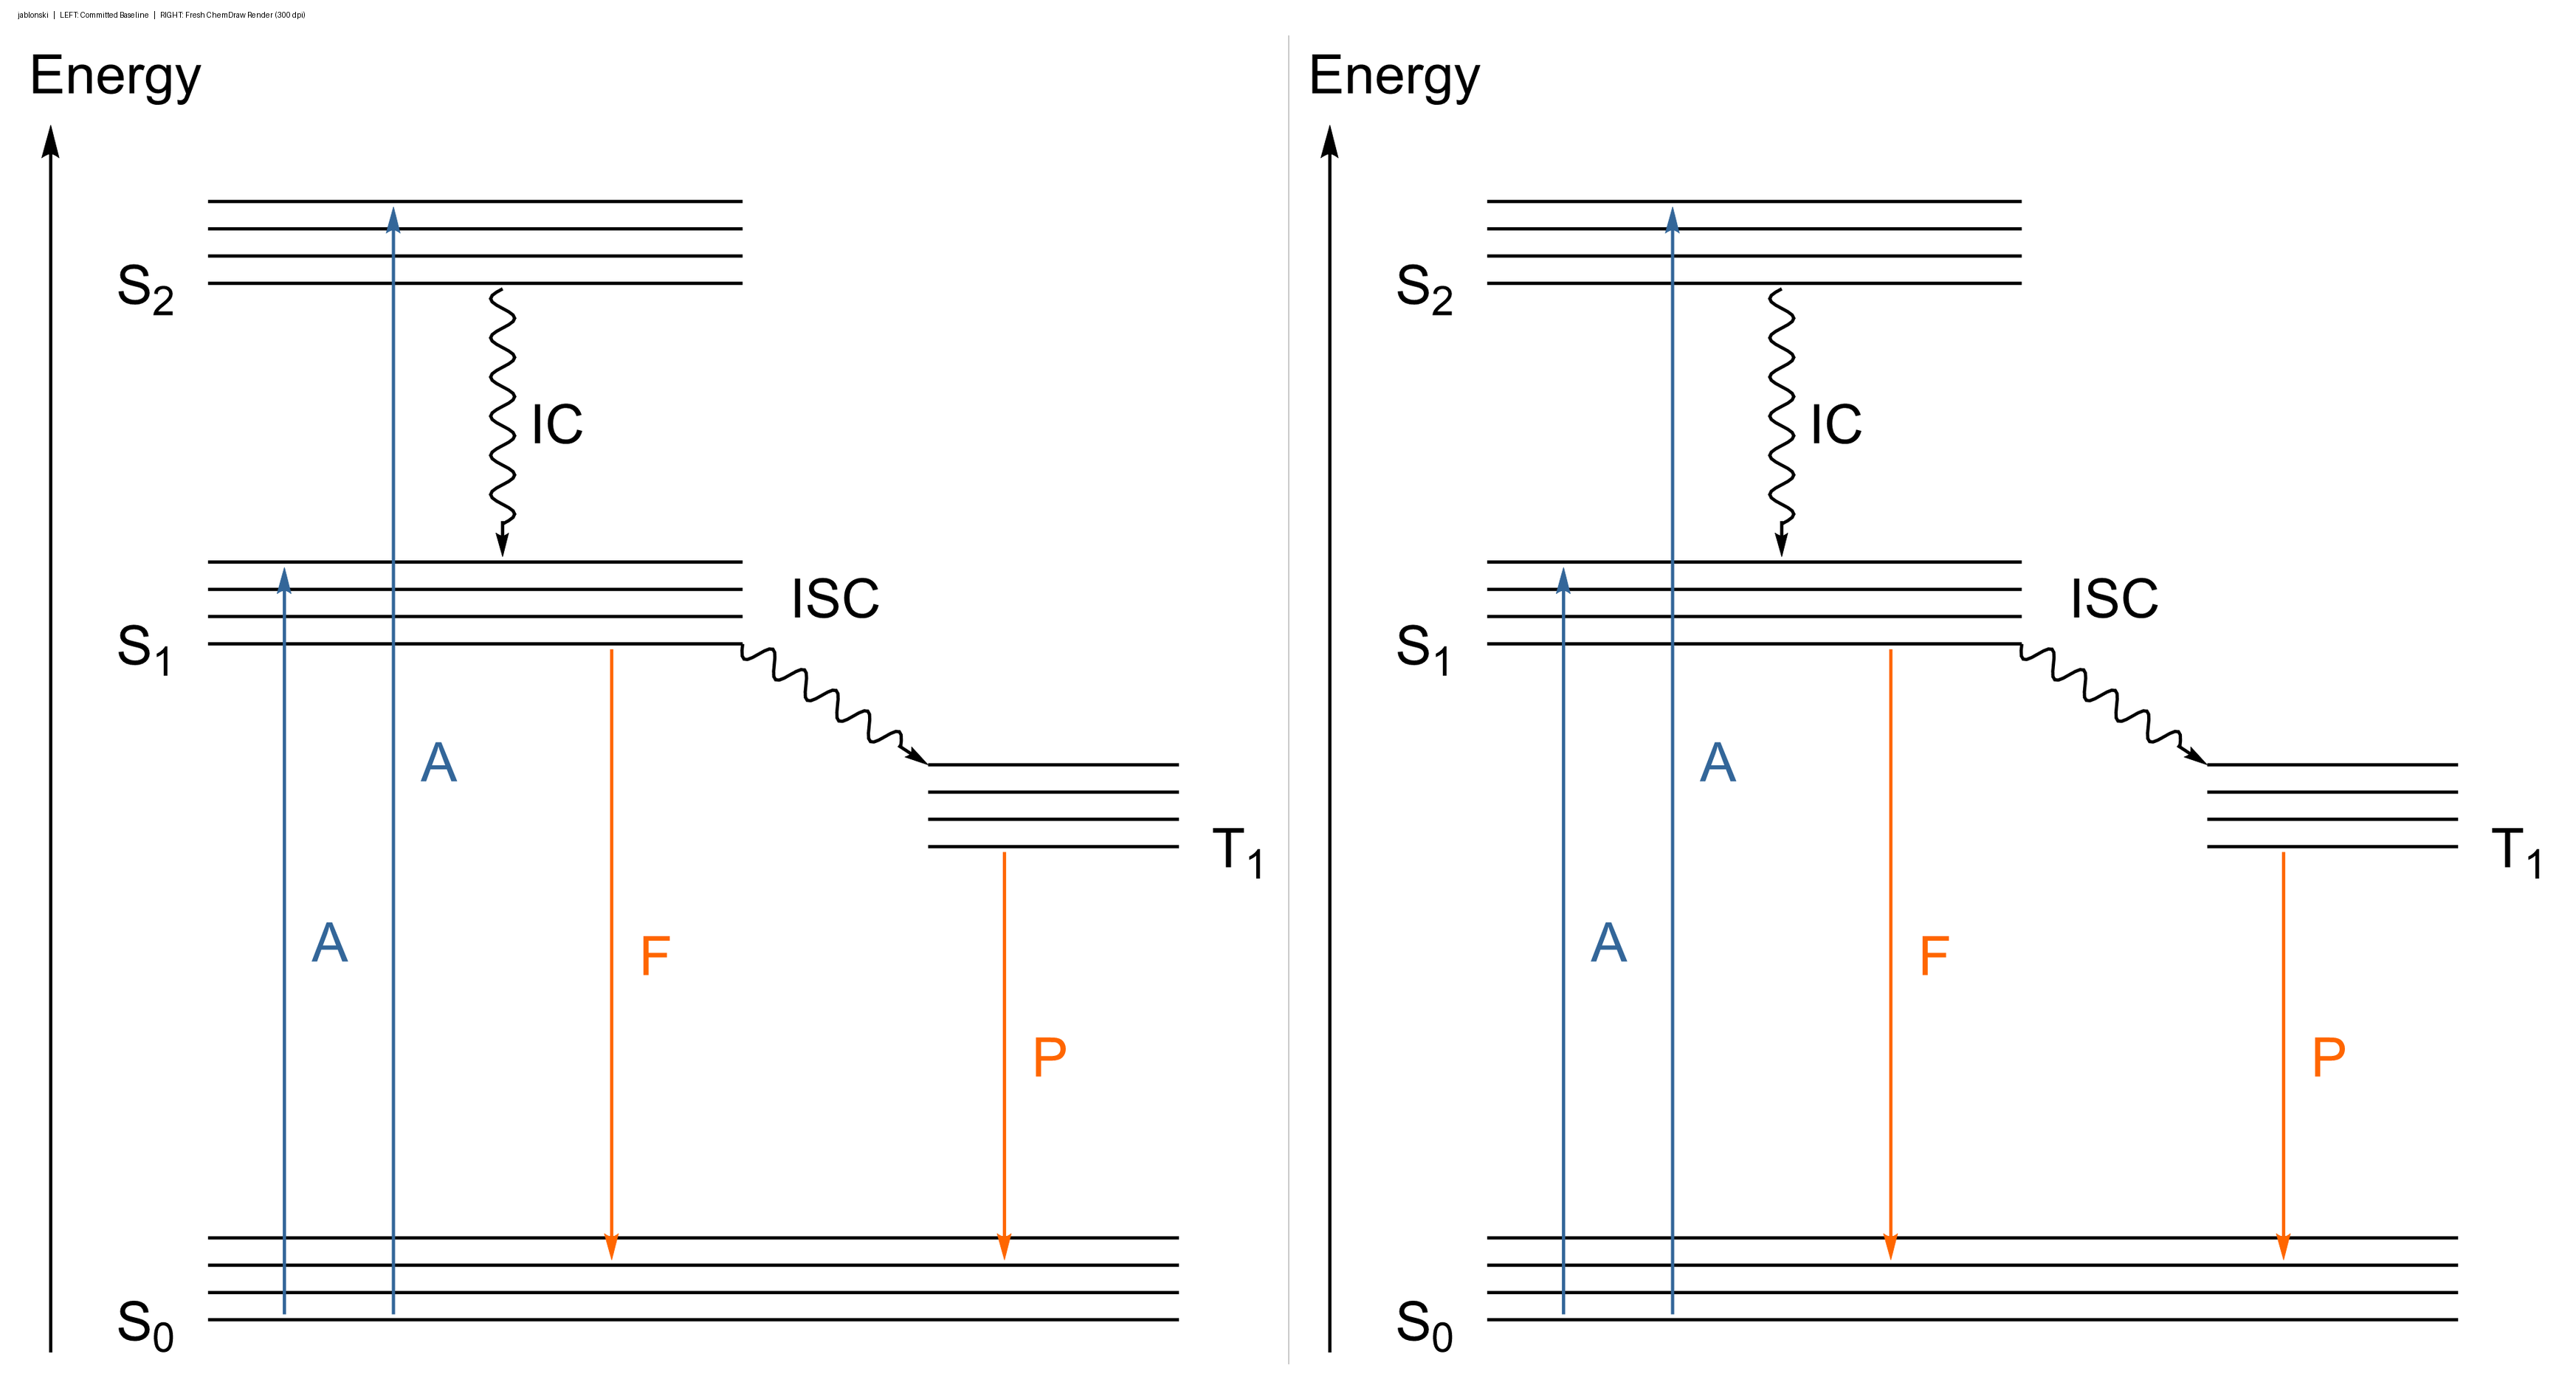 jablonski | LEFT: Committed Baseline | RIGHT: Fresh ChemDraw Render (300 dpi)
Energy
S2
IC
ISC
S1
A
T1
A
F
P
S0
Energy
S2
IC
ISC
S1
A
T1
A
F
P
S0